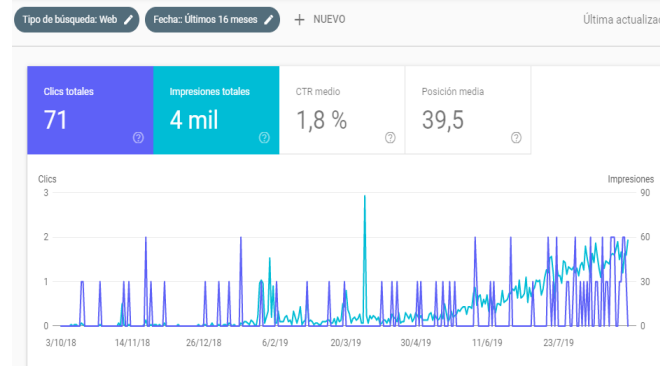 Tipo de búsqueda: Web
Fecha:: Últimos 16 meses
+ NUEVO
Última actualizac
Clics totales
71
Impresiones totales
4 mil
CTR medio
1,8 %
Posición media
39,5
Clics
Impresiones
3
2
1
0
90
60
30
0
3/10/18 14/11/18 26/12/18 6/2/19 20/3/19 30/4/19 11/6/19 23/7/19